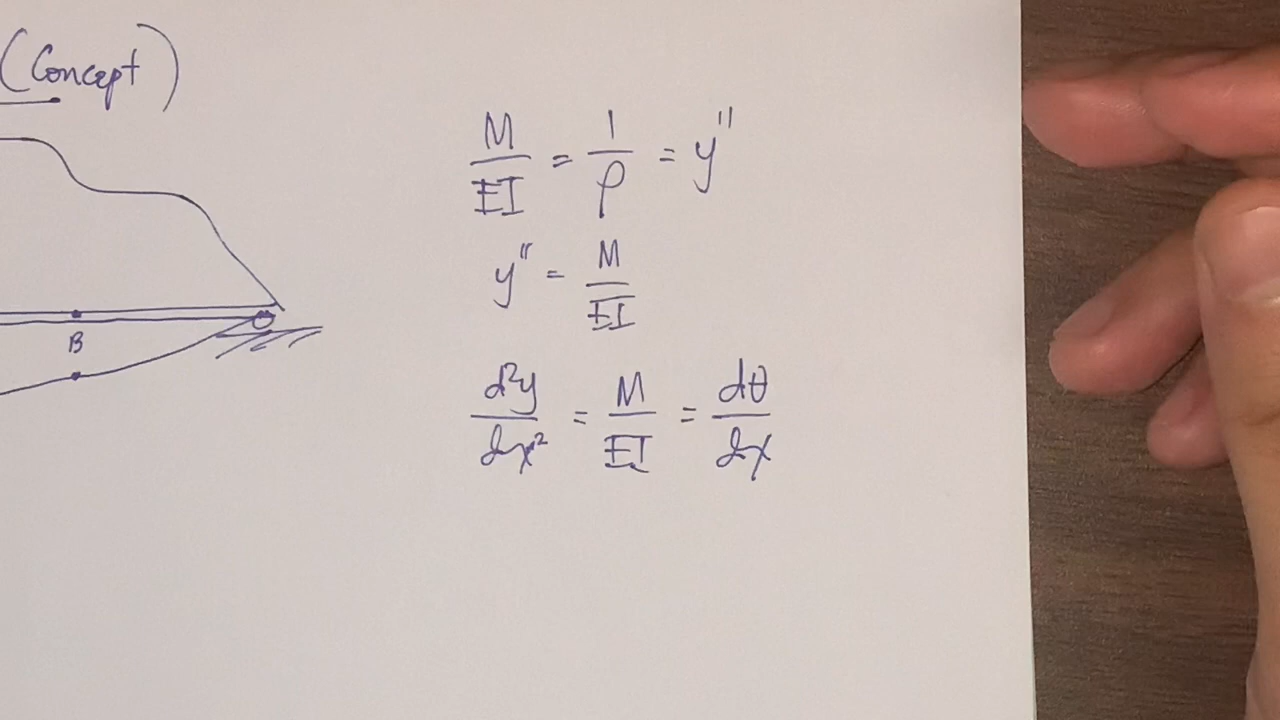 (Concept)
M/EI = 1/ρ = y''
y'' = M/EI
B
d²y/dx² = M/EI = dθ/dx